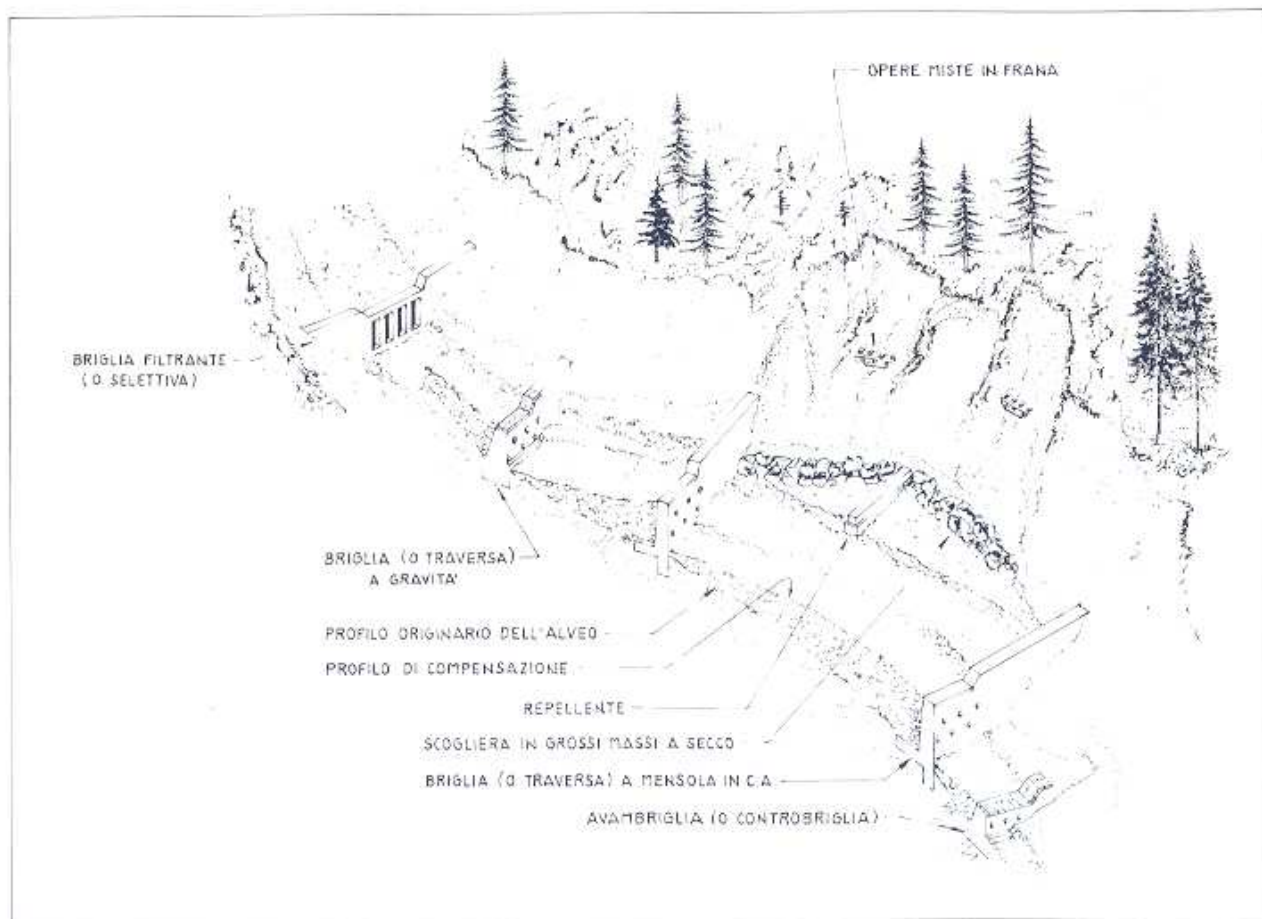 OPERE MISTE IN FRANA
BRIGLIA FILTRANTE
(O SELETTIVA)
BRIGLIA (O TRAVERSA)
A GRAVITA'
PROFILO ORIGINARIO DELL'ALVEO
PROFILO DI COMPENSAZIONE
REPELLENTE
SCOGLIERA IN GROSSI MASSI A SECCO
BRIGLIA (O TRAVERSA) A MENSOLA IN C.A
AVAMBRIGLIA (O CONTROBRIGLIA)